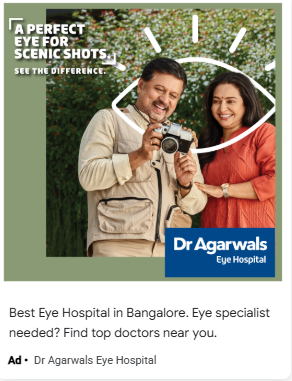 A PERFECT
EYE FOR
SCENIC SHOTS.
SEE THE DIFFERENCE.
Dr Agarwals
Eye Hospital
Best Eye Hospital in Bangalore. Eye specialist
needed? Find top doctors near you.
Ad • Dr Agarwals Eye Hospital